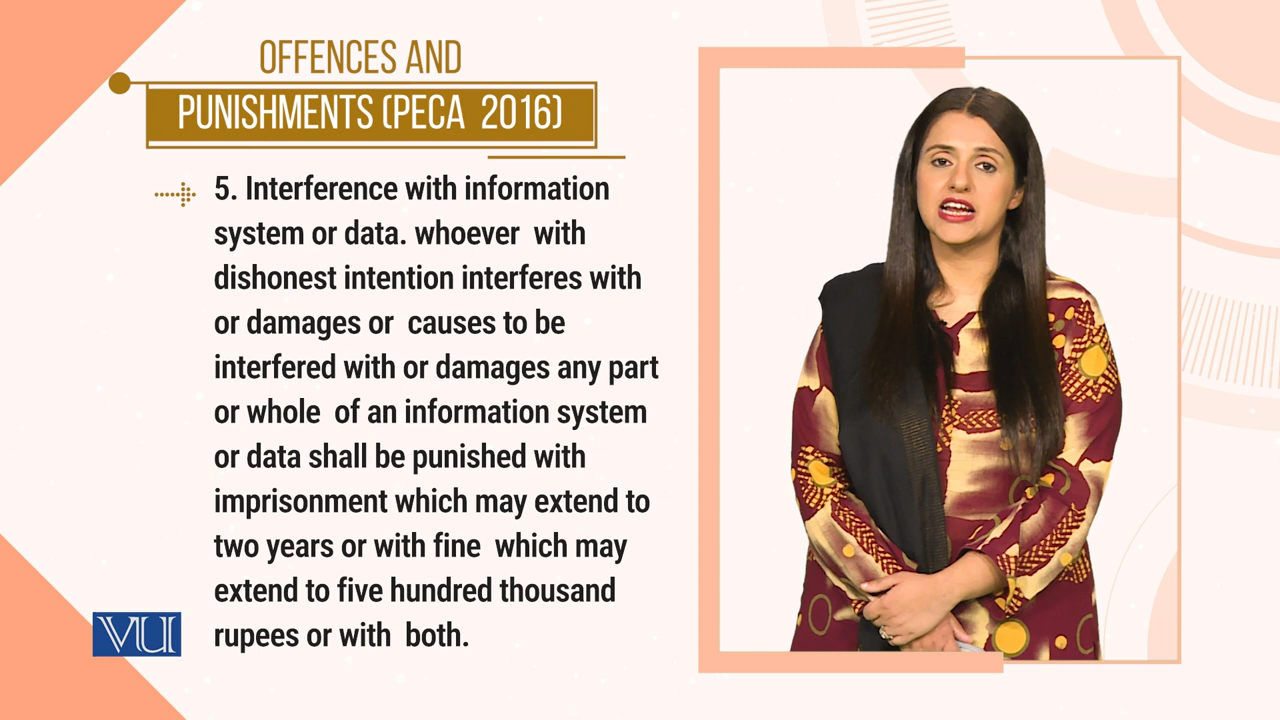 OFFENCES AND
PUNISHMENTS (PECA 2016)
5. Interference with information
system or data. whoever with
dishonest intention interferes with
or damages or causes to be
interfered with or damages any part
or whole of an information system
or data shall be punished with
imprisonment which may extend to
two years or with fine which may
extend to five hundred thousand
rupees or with both.
VU